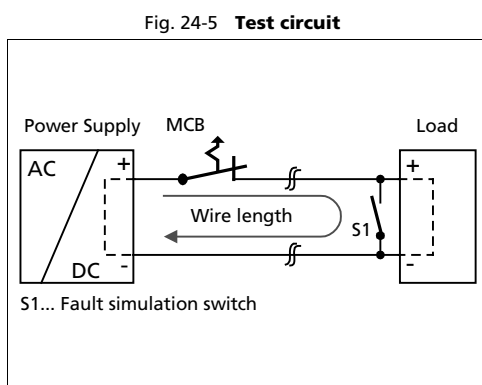 Fig. 24-5 Test circuit
Power Supply MCB Load
AC + +
Wire length
S1
DC - -
S1... Fault simulation switch